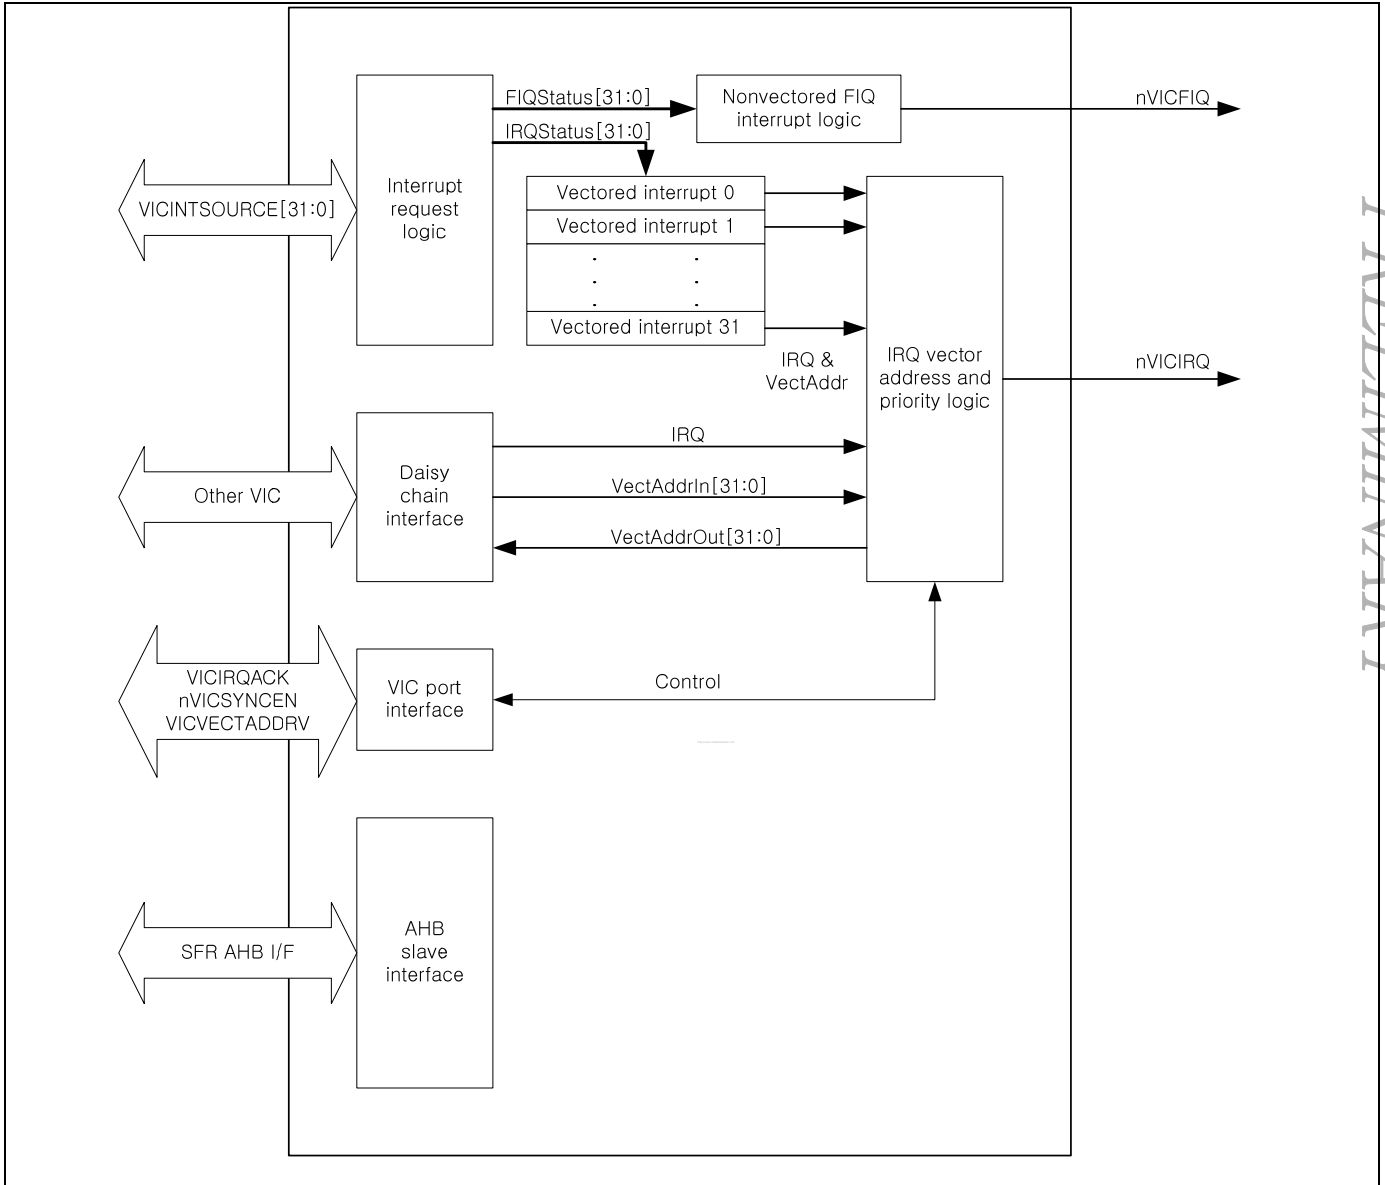 FIQStatus[31:0]
Nonvectored FIQ
interrupt logic
nVICFIQ
IRQStatus[31:0]
Interrupt
request
logic
VICINTSOURCE[31:0]
Vectored interrupt 0
Vectored interrupt 1
. .
. .
. .
Vectored interrupt 31
IRQ &
VectAddr
IRQ vector
address and
priority logic
nVICIRQ
Daisy
chain
interface
Other VIC
IRQ
VectAddrIn[31:0]
VectAddrOut[31:0]
VICIRQACK
nVICSYNCEN
VICVECTADDRV
VIC port
interface
Control
SFR AHB I/F
AHB
slave
interface
PRELIMINARY